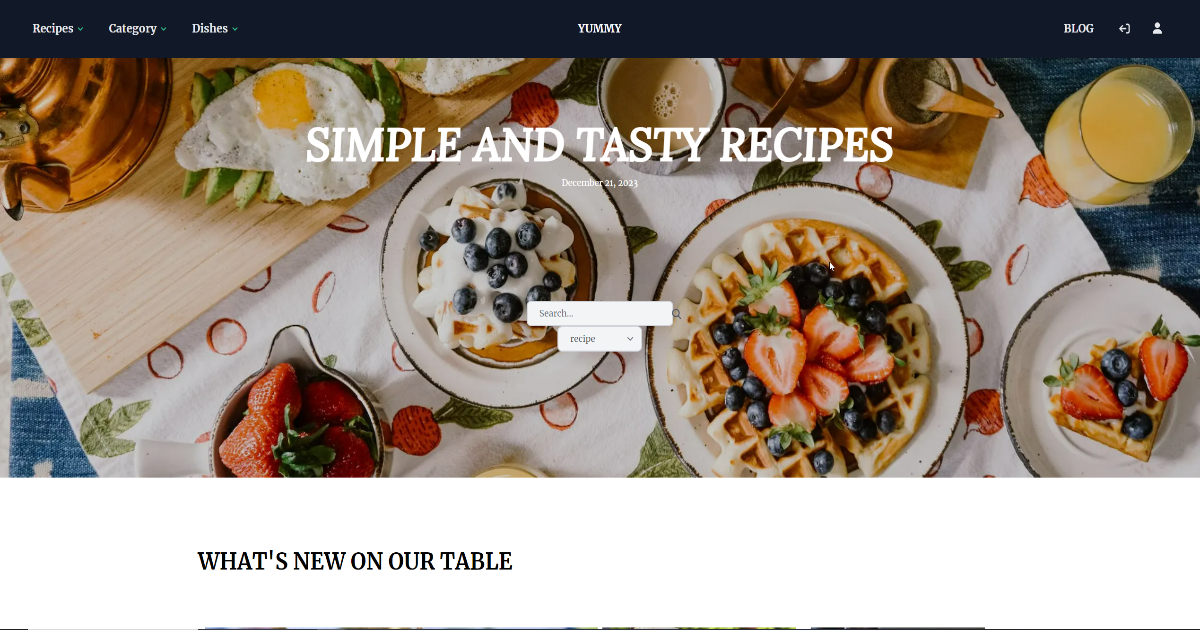 Recipes Category Dishes YUMMY BLOG
SIMPLE AND TASTY RECIPES
December 21, 2023
Search...
recipe
WHAT'S NEW ON OUR TABLE